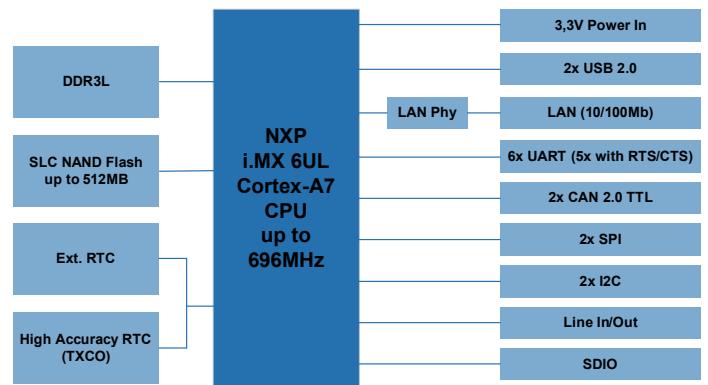 DDR3L
SLC NAND Flash
up to 512MB
Ext. RTC
High Accuracy RTC
(TXCO)
NXP
i.MX 6UL
Cortex-A7
CPU
up to
696MHz
LAN Phy
3,3V Power In
2x USB 2.0
LAN (10/100Mb)
6x UART (5x with RTS/CTS)
2x CAN 2.0 TTL
2x SPI
2x I2C
Line In/Out
SDIO